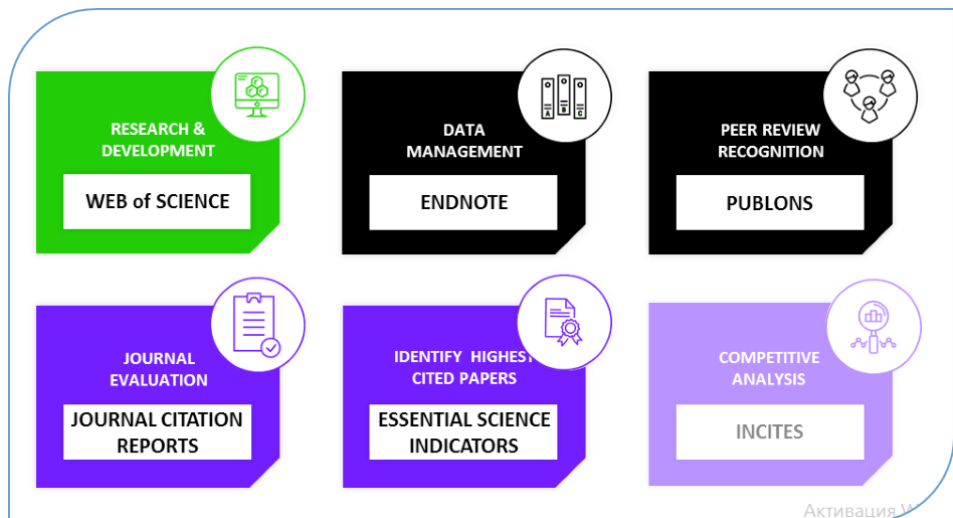 RESEARCH &
DEVELOPMENT
WEB of SCIENCE
DATA
MANAGEMENT
A B C
ENDNOTE
PEER REVIEW
RECOGNITION
PUBLONS
JOURNAL
EVALUATION
JOURNAL CITATION
REPORTS
IDENTIFY HIGHEST
CITED PAPERS
ESSENTIAL SCIENCE
INDICATORS
COMPETITIVE
ANALYSIS
INCITES
Активация W